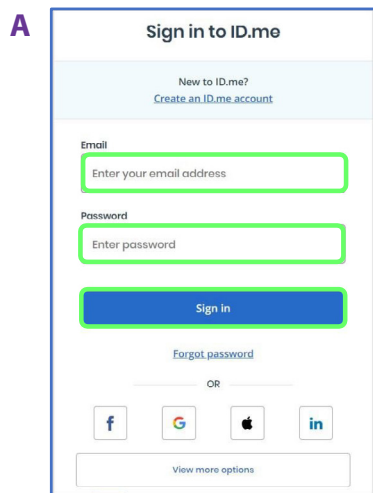 A
Sign in to ID.me
New to ID.me?
Create an ID.me account
Email
Enter your email address
Password
Enter password
Sign in
Forgot password
OR
f G in
View more options